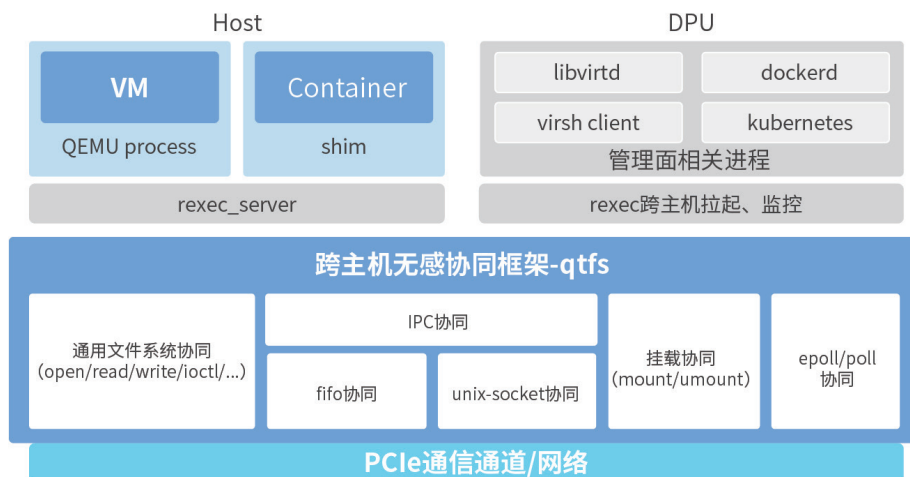 Host
DPU
VM
Container
QEMU process
shim
libvirtd
dockerd
virsh client
kubernetes
管理面相关进程
rexec_server
rexec跨主机拉起、监控
跨主机无感协同框架-qtfs
通用文件系统协同
(open/read/write/ioctl/...)
IPC协同
fifo协同
unix-socket协同
挂载协同
(mount/umount)
epoll/poll
协同
PCIe通信通道/网络